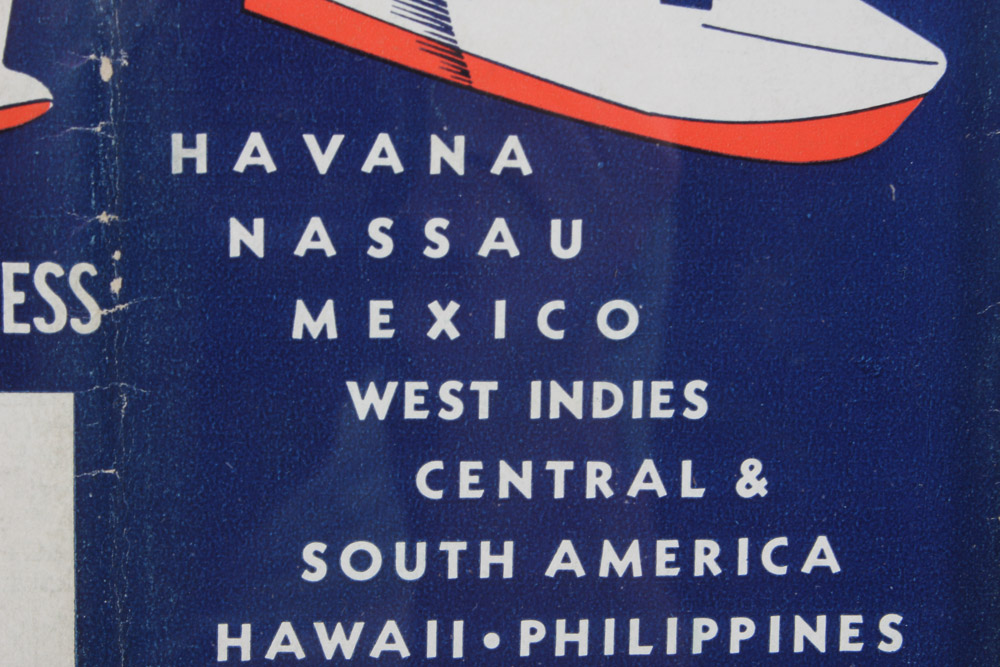 HAVANA
NASSAU
ESS
MEXICO
WEST INDIES
CENTRAL &
SOUTH AMERICA
HAWAII • PHILIPPINES